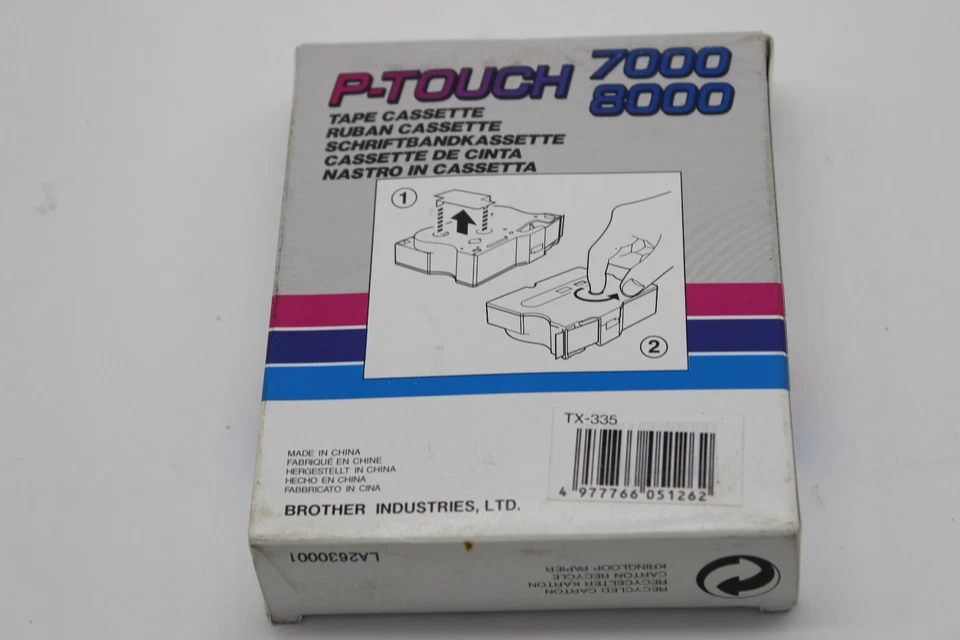 P-TOUCH 7000
8000
TAPE CASSETTE
RUBAN CASSETTE
SCHRIFTBANDKASSETTE
CASSETTE DE CINTA
NASTRO IN CASSETTA
1
2
TX-335
4 977766 051262
MADE IN CHINA
FABRIQUÉ EN CHINE
HERGESTELLT IN CHINA
HECHO EN CHINA
FABBRICATO IN CINA
BROTHER INDUSTRIES, LTD.
LA2630001
RECYCLED CARTON
RECYCELTER KARTON
CARTON RECYCLE
KRINGLOOP PAPIER